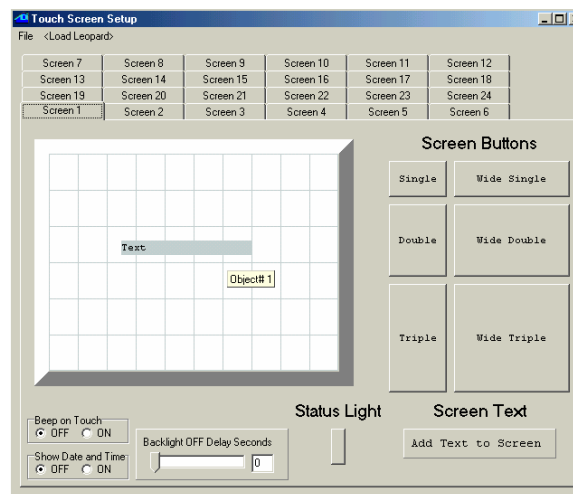 Touch Screen Setup
File <Load Leopard>
Screen 7 Screen 8 Screen 9 Screen 10 Screen 11 Screen 12
Screen 13 Screen 14 Screen 15 Screen 16 Screen 17 Screen 18
Screen 19 Screen 20 Screen 21 Screen 22 Screen 23 Screen 24
Screen 1 Screen 2 Screen 3 Screen 4 Screen 5 Screen 6
Screen Buttons
Single Wide Single
Double Wide Double
Triple Wide Triple
Text
Object# 1
Status Light
Screen Text
Add Text to Screen
Beep on Touch
OFF ON
Show Date and Time
OFF ON
Backlight OFF Delay Seconds
0